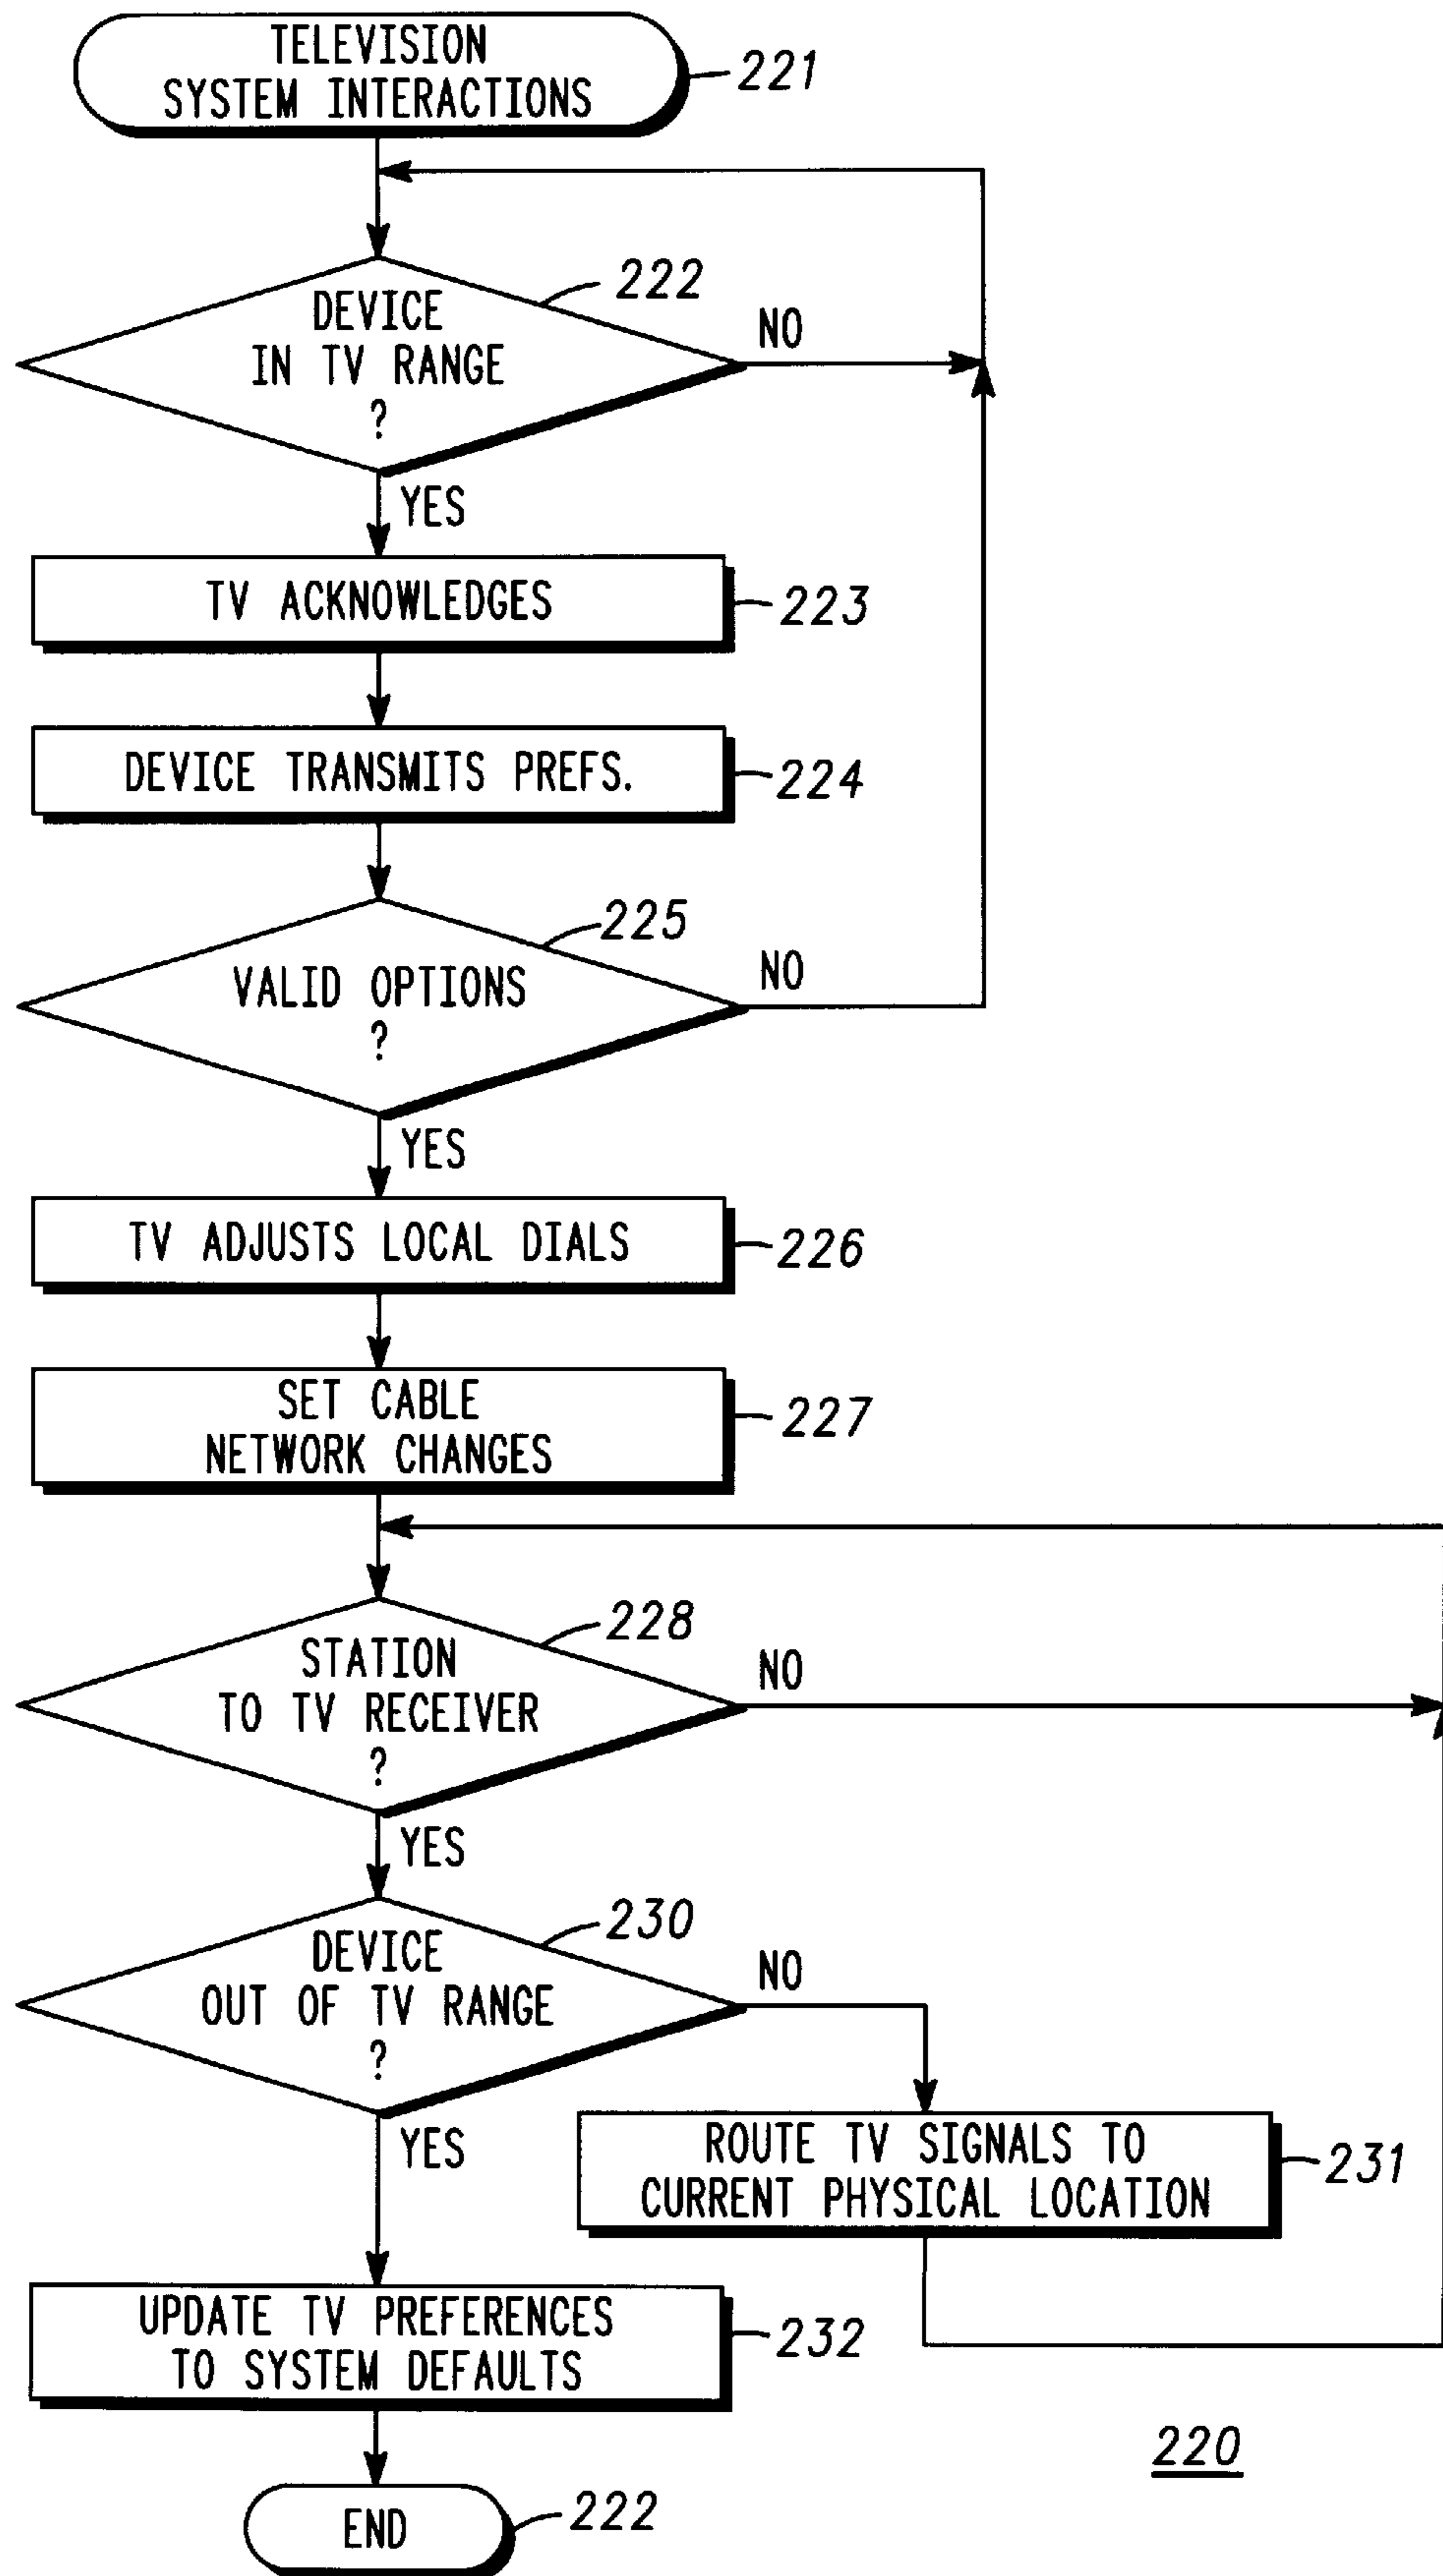 TELEVISION
SYSTEM INTERACTIONS
221
222
DEVICE
IN TV RANGE
?
NO
YES
TV ACKNOWLEDGES
223
DEVICE TRANSMITS PREFS.
224
225
VALID OPTIONS
?
NO
YES
TV ADJUSTS LOCAL DIALS
226
SET CABLE
NETWORK CHANGES
227
228
STATION
TO TV RECEIVER
?
NO
YES
230
DEVICE
OUT OF TV RANGE
?
NO
YES
ROUTE TV SIGNALS TO
CURRENT PHYSICAL LOCATION
231
UPDATE TV PREFERENCES
TO SYSTEM DEFAULTS
232
220
END
222